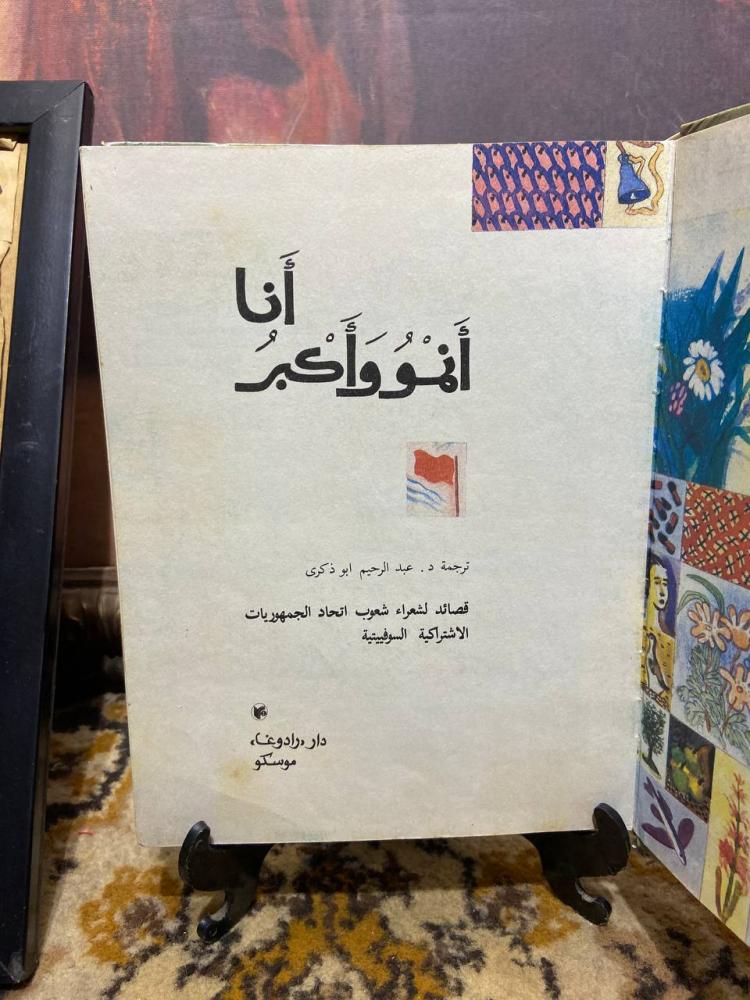 أَنا
أَنْمُو وَأَكْبرُ
ترجمة د. عبد الرحيم ابو ذكرى
قصائد لشعراء شعوب اتحاد الجمهوريات
الاشتراكية السوفييتية
دار «رادوغا»
موسكو